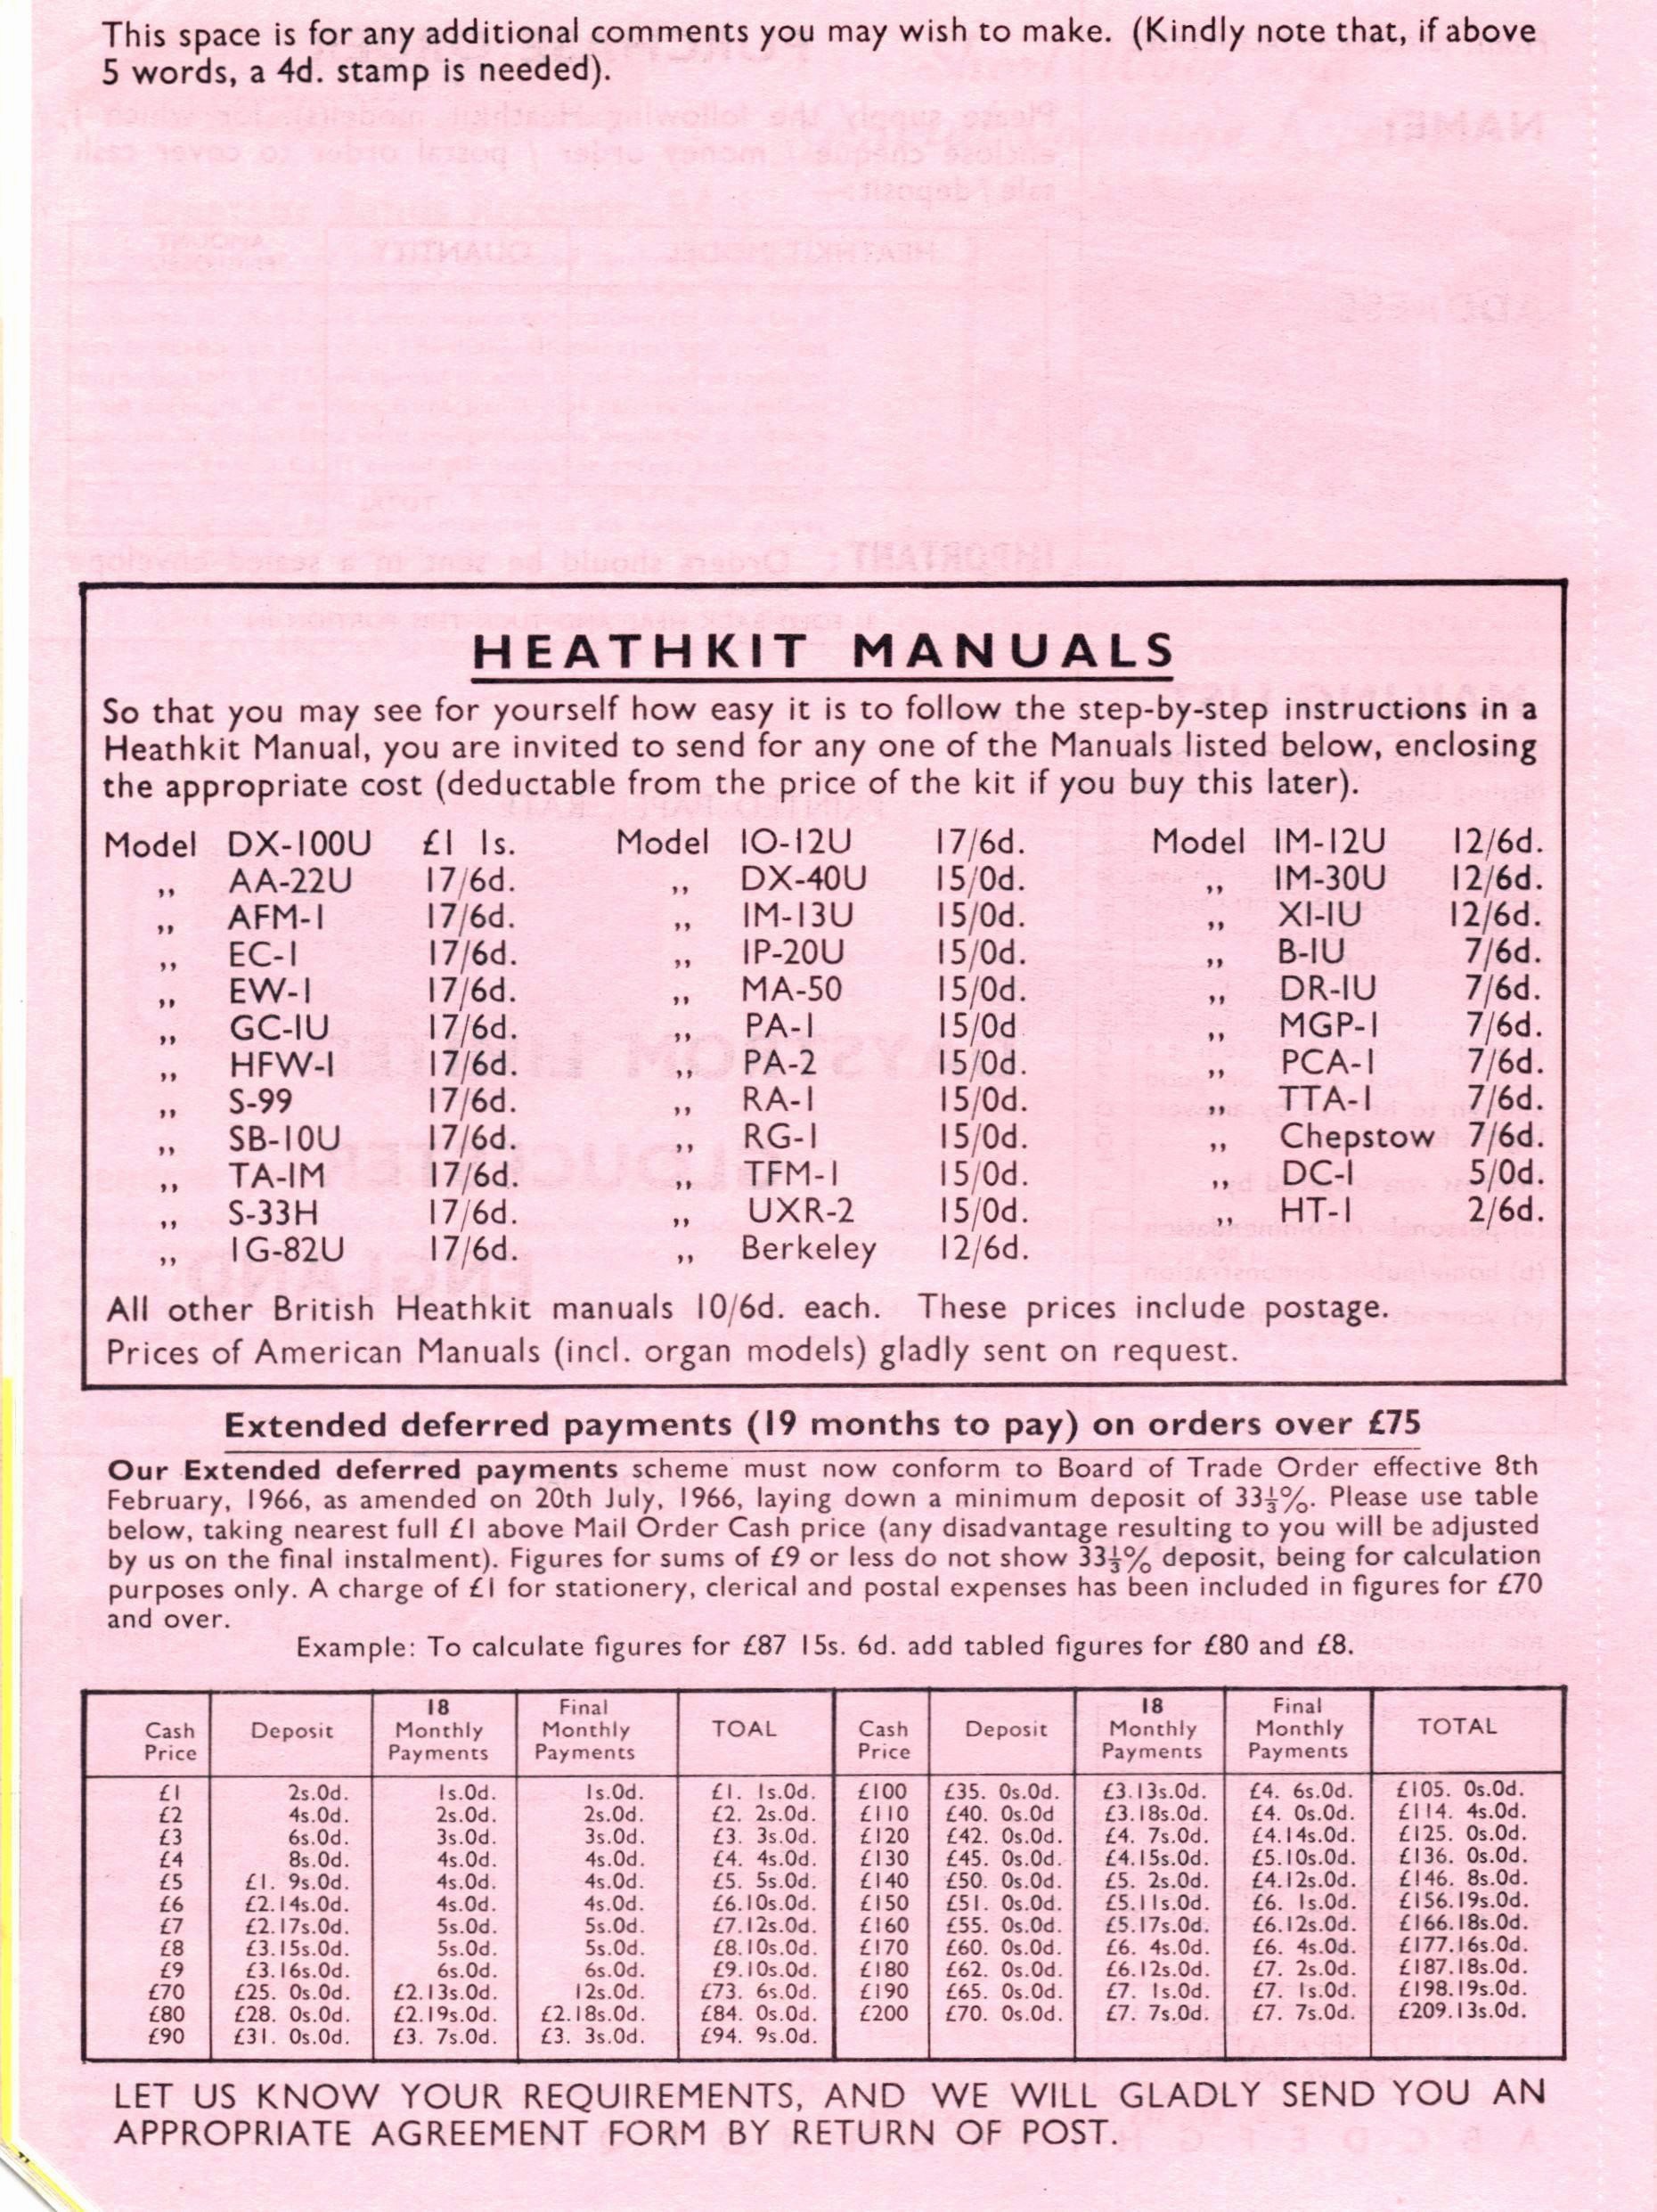 This space is for any additional comments you may wish to make. (Kindly note that, if above
5 words, a 4d. stamp is needed).
HEATHKIT MANUALS
So that you may see for yourself how easy it is to follow the step-by-step instructions in a
Heathkit Manual, you are invited to send for any one of the Manuals listed below, enclosing
the appropriate cost (deductable from the price of the kit if you buy this later).
Model DX-100U £1 1s. Model IO-12U 17/6d. Model IM-12U 12/6d.
,, AA-22U 17/6d. ,, DX-40U 15/0d. ,, IM-30U 12/6d.
,, AFM-1 17/6d. ,, IM-13U 15/0d. ,, XI-IU 12/6d.
,, EC-1 17/6d. ,, IP-20U 15/0d. ,, B-IU 7/6d.
,, EW-1 17/6d. ,, MA-50 15/0d. ,, DR-IU 7/6d.
,, GC-IU 17/6d. ,, PA-1 15/0d ,, MGP-1 7/6d.
,, HFW-1 17/6d. ,, PA-2 15/0d. ,, PCA-1 7/6d.
,, S-99 17/6d. ,, RA-1 15/0d. ,, TTA-1 7/6d.
,, SB-10U 17/6d. ,, RG-1 15/0d. ,, Chepstow 7/6d.
,, TA-IM 17/6d. ,, TFM-1 15/0d. ,, DC-1 5/0d.
,, S-33H 17/6d. ,, UXR-2 15/0d. ,, HT-1 2/6d.
,, IG-82U 17/6d. ,, Berkeley 12/6d.
All other British Heathkit manuals 10/6d. each. These prices include postage.
Prices of American Manuals (incl. organ models) gladly sent on request.
Extended deferred payments (19 months to pay) on orders over £75
Our Extended deferred payments scheme must now conform to Board of Trade Order effective 8th
February, 1966, as amended on 20th July, 1966, laying down a minimum deposit of 33⅓%. Please use table
below, taking nearest full £1 above Mail Order Cash price (any disadvantage resulting to you will be adjusted
by us on the final instalment). Figures for sums of £9 or less do not show 33⅓% deposit, being for calculation
purposes only. A charge of £1 for stationery, clerical and postal expenses has been included in figures for £70
and over.
Example: To calculate figures for £87 15s. 6d. add tabled figures for £80 and £8.
Cash Price Deposit 18 Monthly Payments Final Monthly Payments TOAL Cash Price Deposit 18 Monthly Payments Final Monthly Payments TOTAL
£1 2s.0d. 1s.0d. 1s.0d. £1. 1s.0d. £100 £35. 0s.0d. £3.13s.0d. £4. 6s.0d. £105. 0s.0d.
£2 4s.0d. 2s.0d. 2s.0d. £2. 2s.0d. £110 £40. 0s.0d £3.18s.0d. £4. 0s.0d. £114. 4s.0d.
£3 6s.0d. 3s.0d. 3s.0d. £3. 3s.0d. £120 £42. 0s.0d. £4. 7s.0d. £4.14s.0d. £125. 0s.0d.
£4 8s.0d. 4s.0d. 4s.0d. £4. 4s.0d. £130 £45. 0s.0d. £4.15s.0d. £5.10s.0d. £136. 0s.0d.
£5 £1. 9s.0d. 4s.0d. 4s.0d. £5. 5s.0d. £140 £50. 0s.0d. £5. 2s.0d. £4.12s.0d. £146. 8s.0d.
£6 £2.14s.0d. 4s.0d. 4s.0d. £6.10s.0d. £150 £51. 0s.0d. £5.11s.0d. £6. 1s.0d. £156.19s.0d.
£7 £2.17s.0d. 5s.0d. 5s.0d. £7.12s.0d. £160 £55. 0s.0d. £5.17s.0d. £6.12s.0d. £166.18s.0d.
£8 £3.15s.0d. 5s.0d. 5s.0d. £8.10s.0d. £170 £60. 0s.0d. £6. 4s.0d. £6. 4s.0d. £177.16s.0d.
£9 £3.16s.0d. 6s.0d. 6s.0d. £9.10s.0d. £180 £62. 0s.0d. £6.12s.0d. £7. 2s.0d. £187.18s.0d.
£70 £25. 0s.0d. £2.13s.0d. 12s.0d. £73. 6s.0d. £190 £65. 0s.0d. £7. 1s.0d. £7. 1s.0d. £198.19s.0d.
£80 £28. 0s.0d. £2.19s.0d. £2.18s.0d. £84. 0s.0d. £200 £70. 0s.0d. £7. 7s.0d. £7. 7s.0d. £209.13s.0d.
£90 £31. 0s.0d. £3. 7s.0d. £3. 3s.0d. £94. 9s.0d.
LET US KNOW YOUR REQUIREMENTS, AND WE WILL GLADLY SEND YOU AN
APPROPRIATE AGREEMENT FORM BY RETURN OF POST.